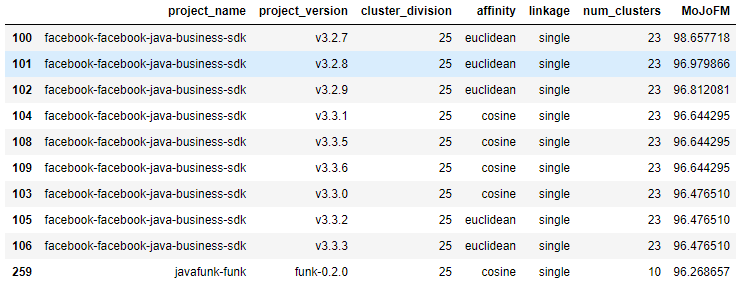 project_name project_version cluster_division affinity linkage num_clusters MoJoFM
100 facebook-facebook-java-business-sdk v3.2.7 25 euclidean single 23 98.657718
101 facebook-facebook-java-business-sdk v3.2.8 25 euclidean single 23 96.979866
102 facebook-facebook-java-business-sdk v3.2.9 25 euclidean single 23 96.812081
104 facebook-facebook-java-business-sdk v3.3.1 25 cosine single 23 96.644295
108 facebook-facebook-java-business-sdk v3.3.5 25 cosine single 23 96.644295
109 facebook-facebook-java-business-sdk v3.3.6 25 cosine single 23 96.644295
103 facebook-facebook-java-business-sdk v3.3.0 25 cosine single 23 96.476510
105 facebook-facebook-java-business-sdk v3.3.2 25 euclidean single 23 96.476510
106 facebook-facebook-java-business-sdk v3.3.3 25 euclidean single 23 96.476510
259 javafunk-funk funk-0.2.0 25 cosine single 10 96.268657